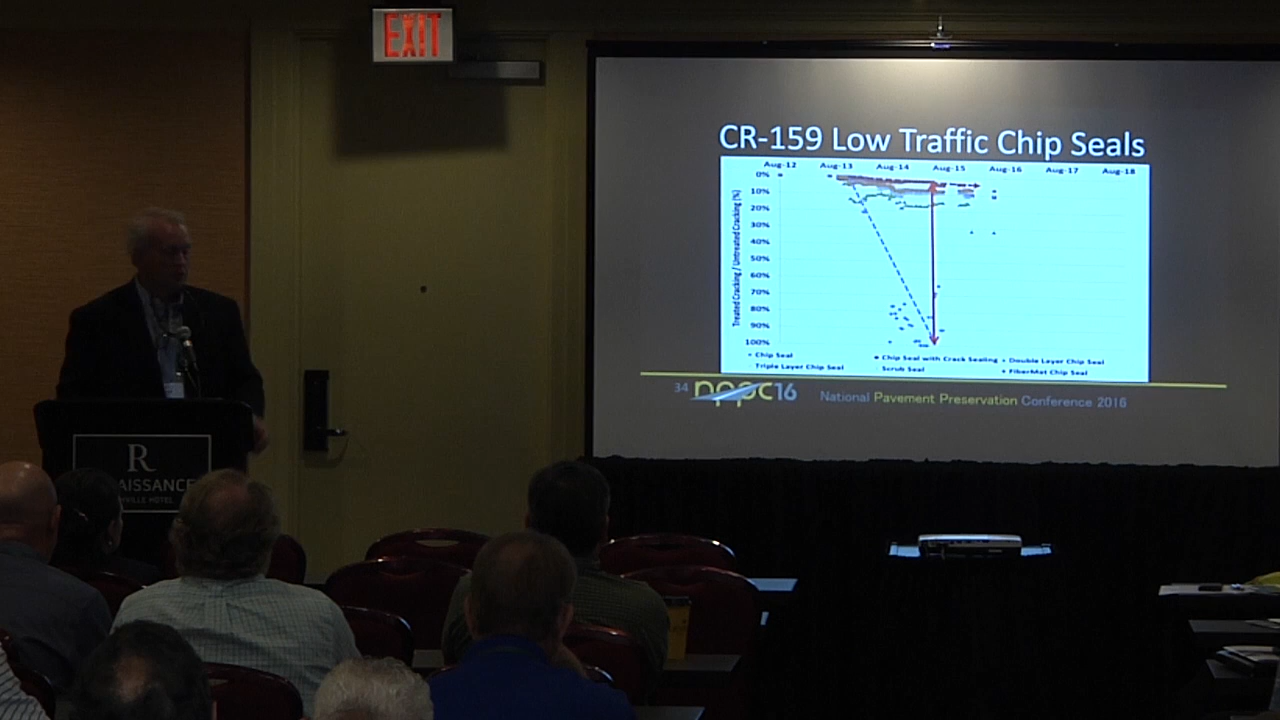 EXIT
CR-159 Low Traffic Chip Seals
Aug-12 Aug-13 Aug-14 Aug-15 Aug-16 Aug-17 Aug-18
0%
10%
20%
30%
40%
50%
60%
70%
80%
90%
100%
Treated Cracking / Untreated Cracking (%)
Chip Seal Chip Seal with Crack Sealing Double Layer Chip Seal
Triple Layer Chip Seal Scrub Seal FiberMat Chip Seal
34 nppc16 National Pavement Preservation Conference 2016
R
AISSANCE
VILLE HOTEL